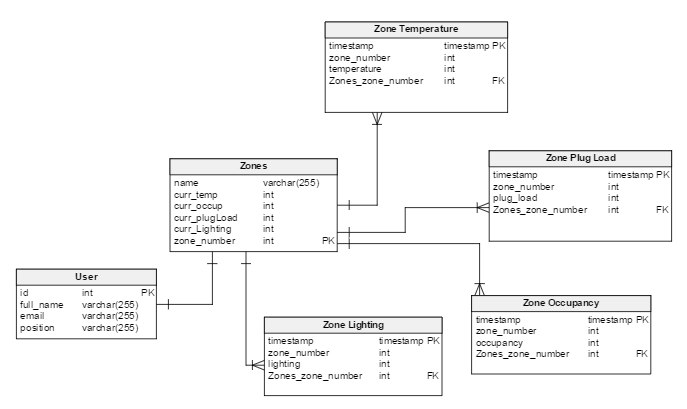 Zone Temperature
timestamp timestamp PK
zone_number int
temperature int
Zones_zone_number int FK
Zones
name varchar(255)
curr_temp int
curr_occup int
curr_plugLoad int
curr_Lighting int
zone_number int PK
Zone Plug Load
timestamp timestamp PK
zone_number int
plug_load int
Zones_zone_number int FK
User
id int PK
full_name varchar(255)
email varchar(255)
position varchar(255)
Zone Occupancy
timestamp timestamp PK
zone_number int
occupancy int
Zones_zone_number int FK
Zone Lighting
timestamp timestamp PK
zone_number int
lighting int
Zones_zone_number int FK